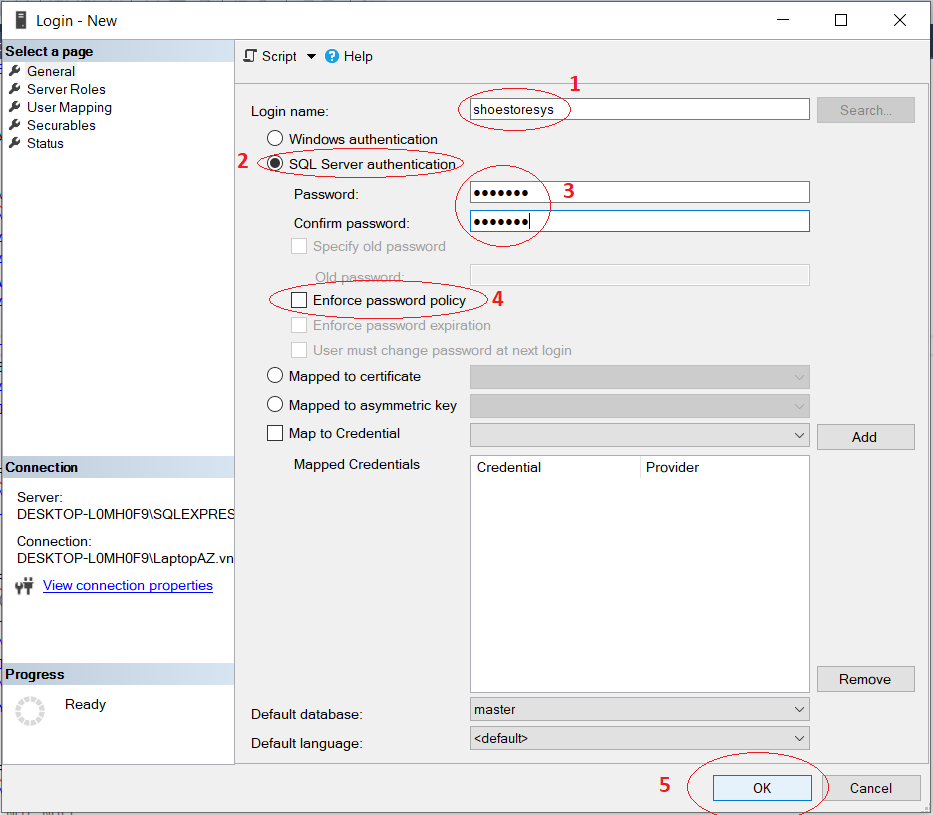 Login - New
Select a page
General
Server Roles
User Mapping
Securables
Status
Script
Help
1
Login name:
shoestoresys
Search...
Windows authentication
2
SQL Server authentication
Password:
●●●●●●●
3
Confirm password:
●●●●●●●
Specify old password
Old password:
Enforce password policy
4
Enforce password expiration
User must change password at next login
Mapped to certificate
Mapped to asymmetric key
Map to Credential
Add
Mapped Credentials
Credential
Provider
Remove
Default database:
master
Default language:
<default>
Connection
Server:
DESKTOP-L0MH0F9\SQLEXPRES
Connection:
DESKTOP-L0MH0F9\LaptopAZ.vn
View connection properties
Progress
Ready
5
OK
Cancel